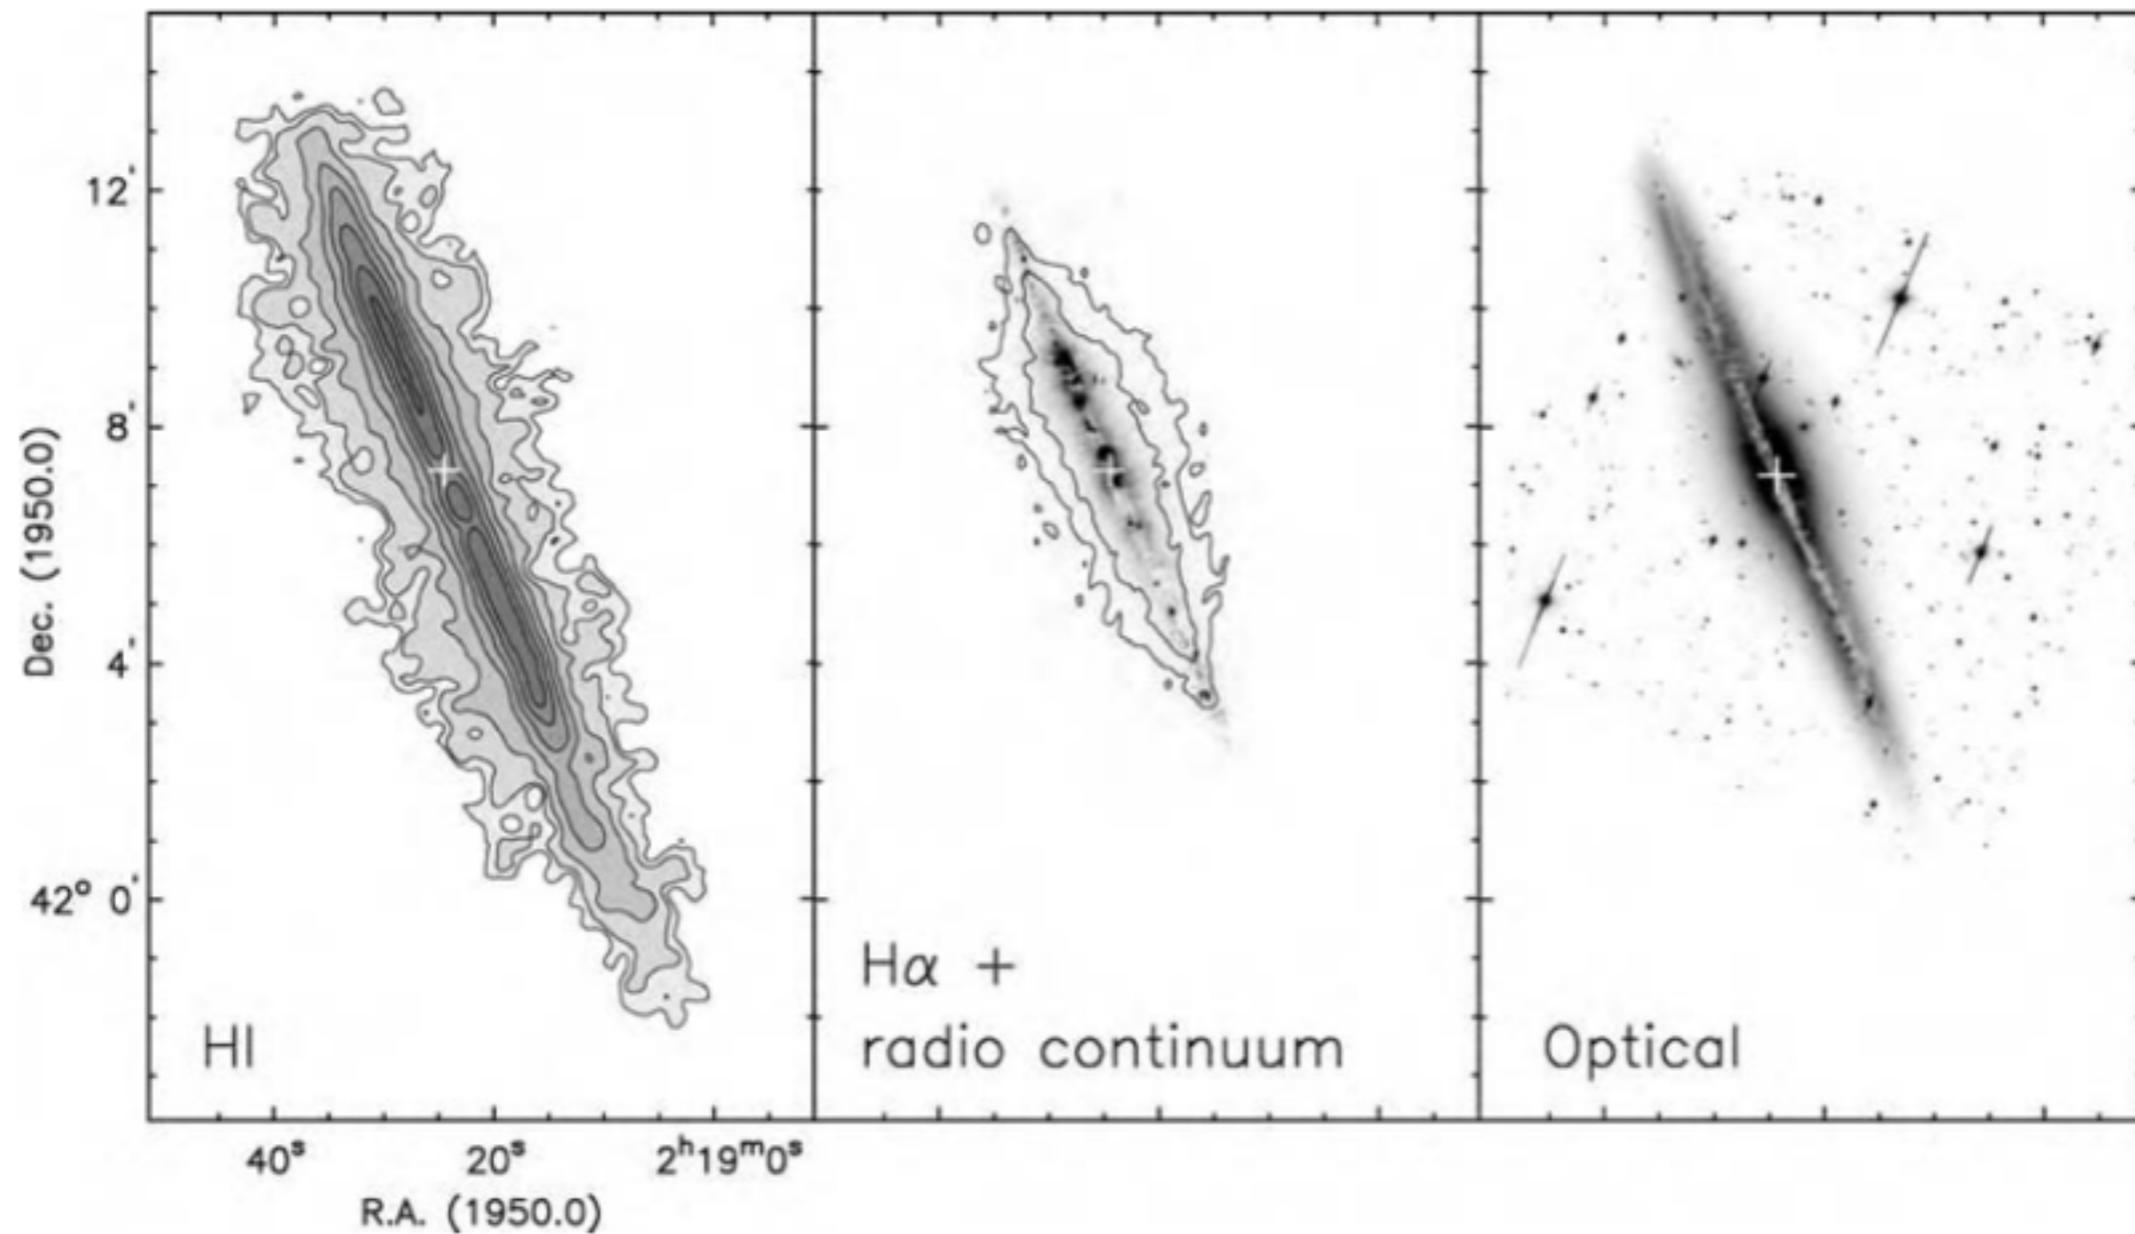 12′
8′
4′
42° 0′
Dec. (1950.0)
HI
Hα +
radio continuum
Optical
40ˢ 20ˢ 2ʰ19ᵐ0ˢ
R.A. (1950.0)